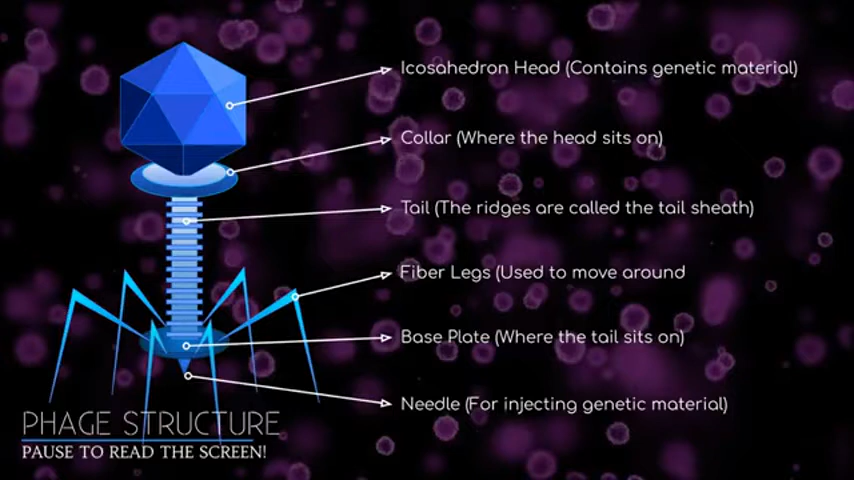 Icosahedron Head (Contains genetic material)
Collar (Where the head sits on)
Tail (The ridges are called the tail sheath)
Fiber Legs (Used to move around
Base Plate (Where the tail sits on)
Needle (For injecting genetic material)
PHAGE STRUCTURE
PAUSE TO READ THE SCREEN!